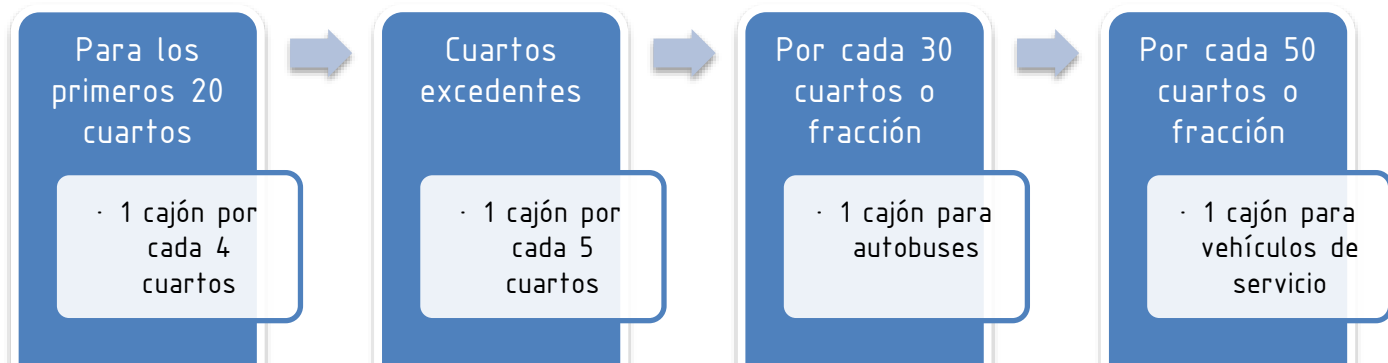 Para los
primeros 20
cuartos
· 1 cajón por
cada 4
cuartos
Cuartos
excedentes
· 1 cajón por
cada 5
cuartos
Por cada 30
cuartos o
fracción
· 1 cajón para
autobuses
Por cada 50
cuartos o
fracción
· 1 cajón para
vehículos de
servicio